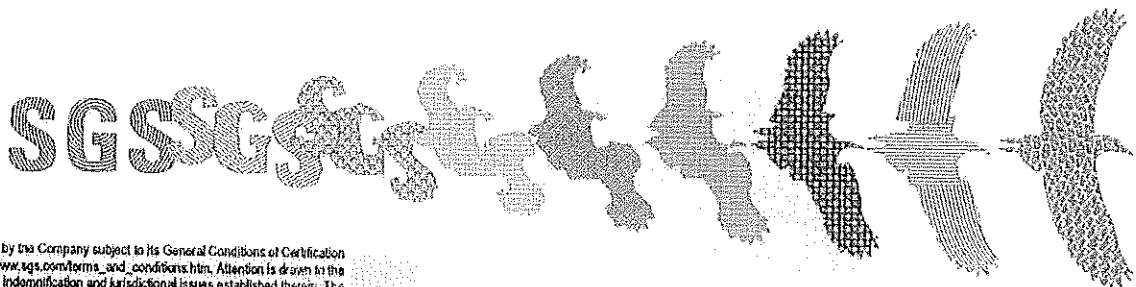 SGSSGSGS
by the Company subject to its General Conditions of Certification
www.sgs.com/terms_and_conditions.htm. Attention is drawn to the
indemnification and jurisdictional issues established therein. The